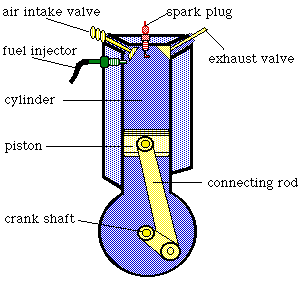 air intake valve
spark plug
fuel injector
exhaust valve
cylinder
piston
connecting rod
crank shaft